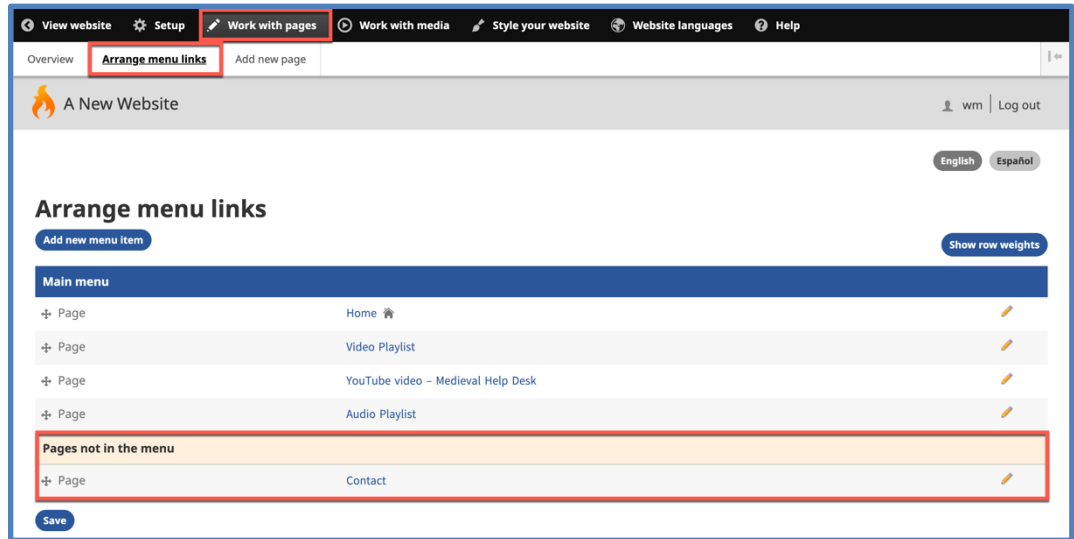 View website Setup Work with pages Work with media Style your website Website languages Help
Overview Arrange menu links Add new page
A New Website wm Log out
English Español
Arrange menu links
Add new menu item Show row weights
Main menu
Page Home
Page Video Playlist
Page YouTube video – Medieval Help Desk
Page Audio Playlist
Pages not in the menu
Page Contact
Save